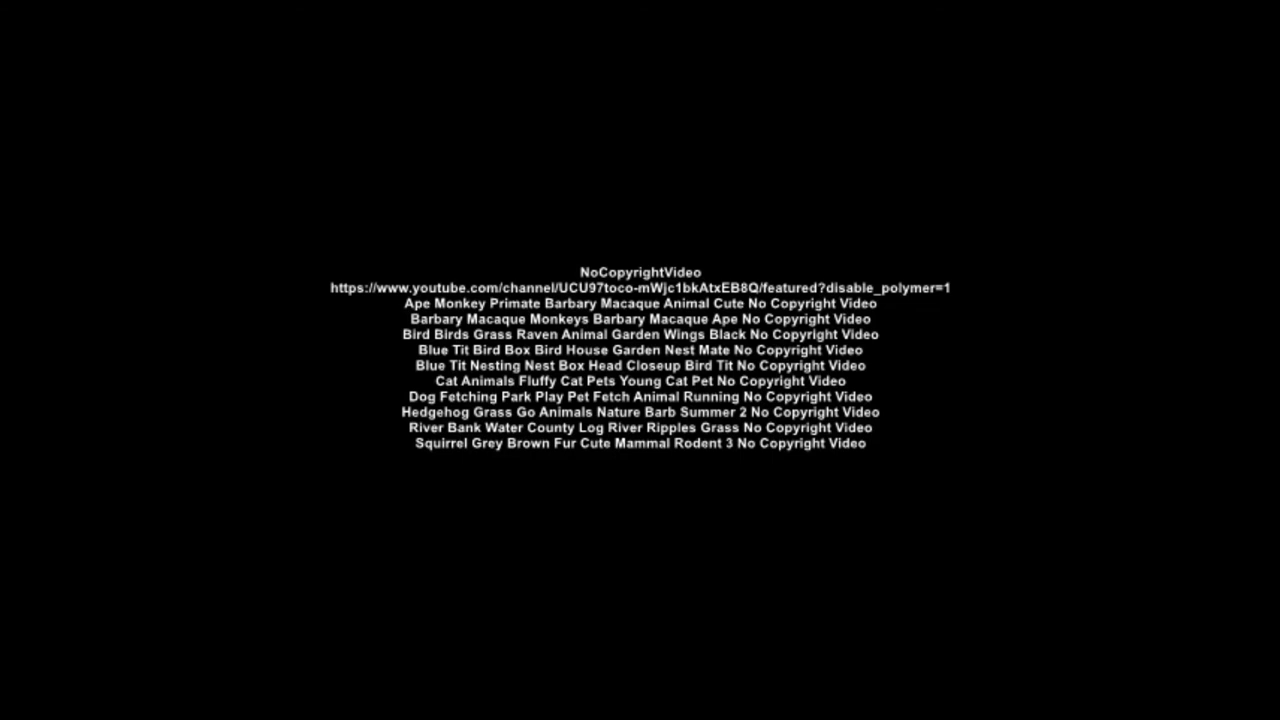 NoCopyrightVideo
https://www.youtube.com/channel/UCU97toco-mWjc1bkAtxEB8Q/featured?disable_polymer=1
Ape Monkey Primate Barbary Macaque Animal Cute No Copyright Video
Barbary Macaque Monkeys Barbary Macaque Ape No Copyright Video
Bird Birds Grass Raven Animal Garden Wings Black No Copyright Video
Blue Tit Bird Box Bird House Garden Nest Mate No Copyright Video
Blue Tit Nesting Nest Box Head Closeup Bird Tit No Copyright Video
Cat Animals Fluffy Cat Pets Young Cat Pet No Copyright Video
Dog Fetching Park Play Pet Fetch Animal Running No Copyright Video
Hedgehog Grass Go Animals Nature Barb Summer 2 No Copyright Video
River Bank Water County Log River Ripples Grass No Copyright Video
Squirrel Grey Brown Fur Cute Mammal Rodent 3 No Copyright Video